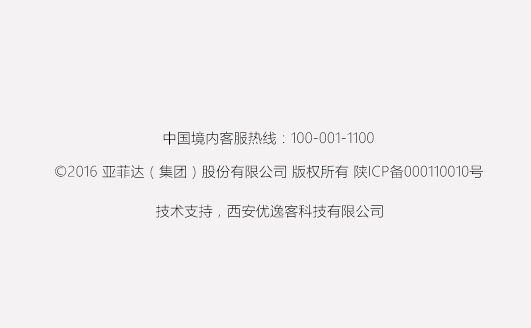 中国境内客服热线：100-001-1100
©2016 亚菲达（集团）股份有限公司 版权所有 陕ICP备000110010号
技术支持，西安优逸客科技有限公司